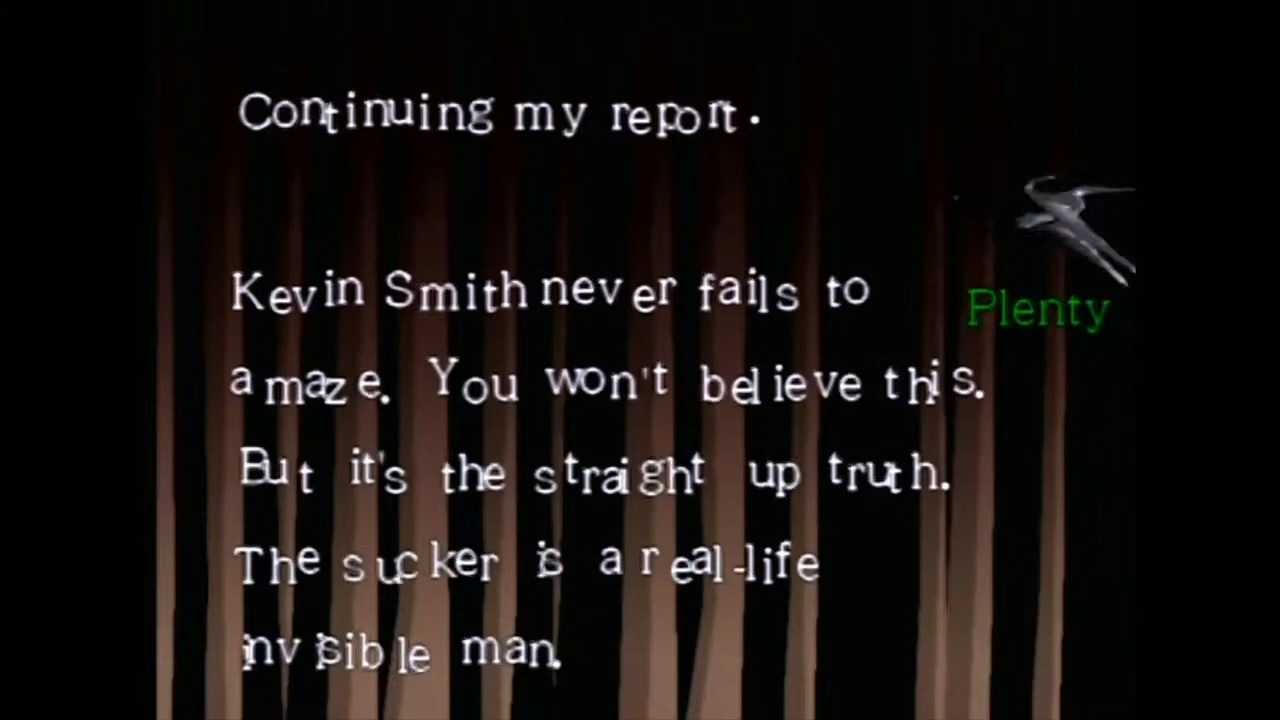 Continuing my report.
Kevin Smith never fails to
Plenty
amaze. You won't believe this.
But it's the straight up truth.
The sucker is a real-life
invisible man.